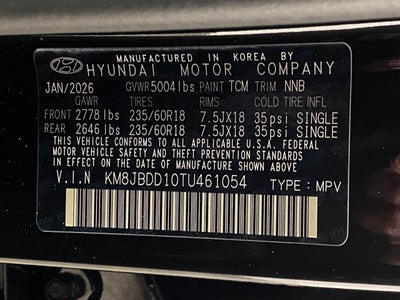 MANUFACTURED IN KOREA BY
HYUNDAI MOTOR COMPANY
JAN/2026 GVWR 5004lbs PAINT TCM TRIM NNB
GAWR TIRES RIMS COLD TIRE INFL
FRONT 2778lbs 235/60R18 7.5JX18 35psi SINGLE
REAR 2646lbs 235/60R18 7.5JX18 35psi SINGLE
THIS VEHICLE CONFORMS TO ALL APPLICABLE U.S.A. FEDERAL
MOTOR VEHICLE SAFETY AND THEFT PREVENTION STANDARDS
IN EFFECT ON THE DATE OF MANUFACTURE SHOWN ABOVE.
V.I.N KM8JBDD10TU461054 TYPE: MPV